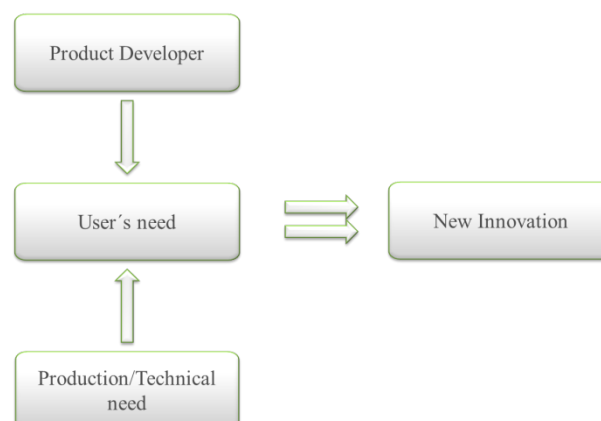 Product Developer
User´s need
New Innovation
Production/Technical
need